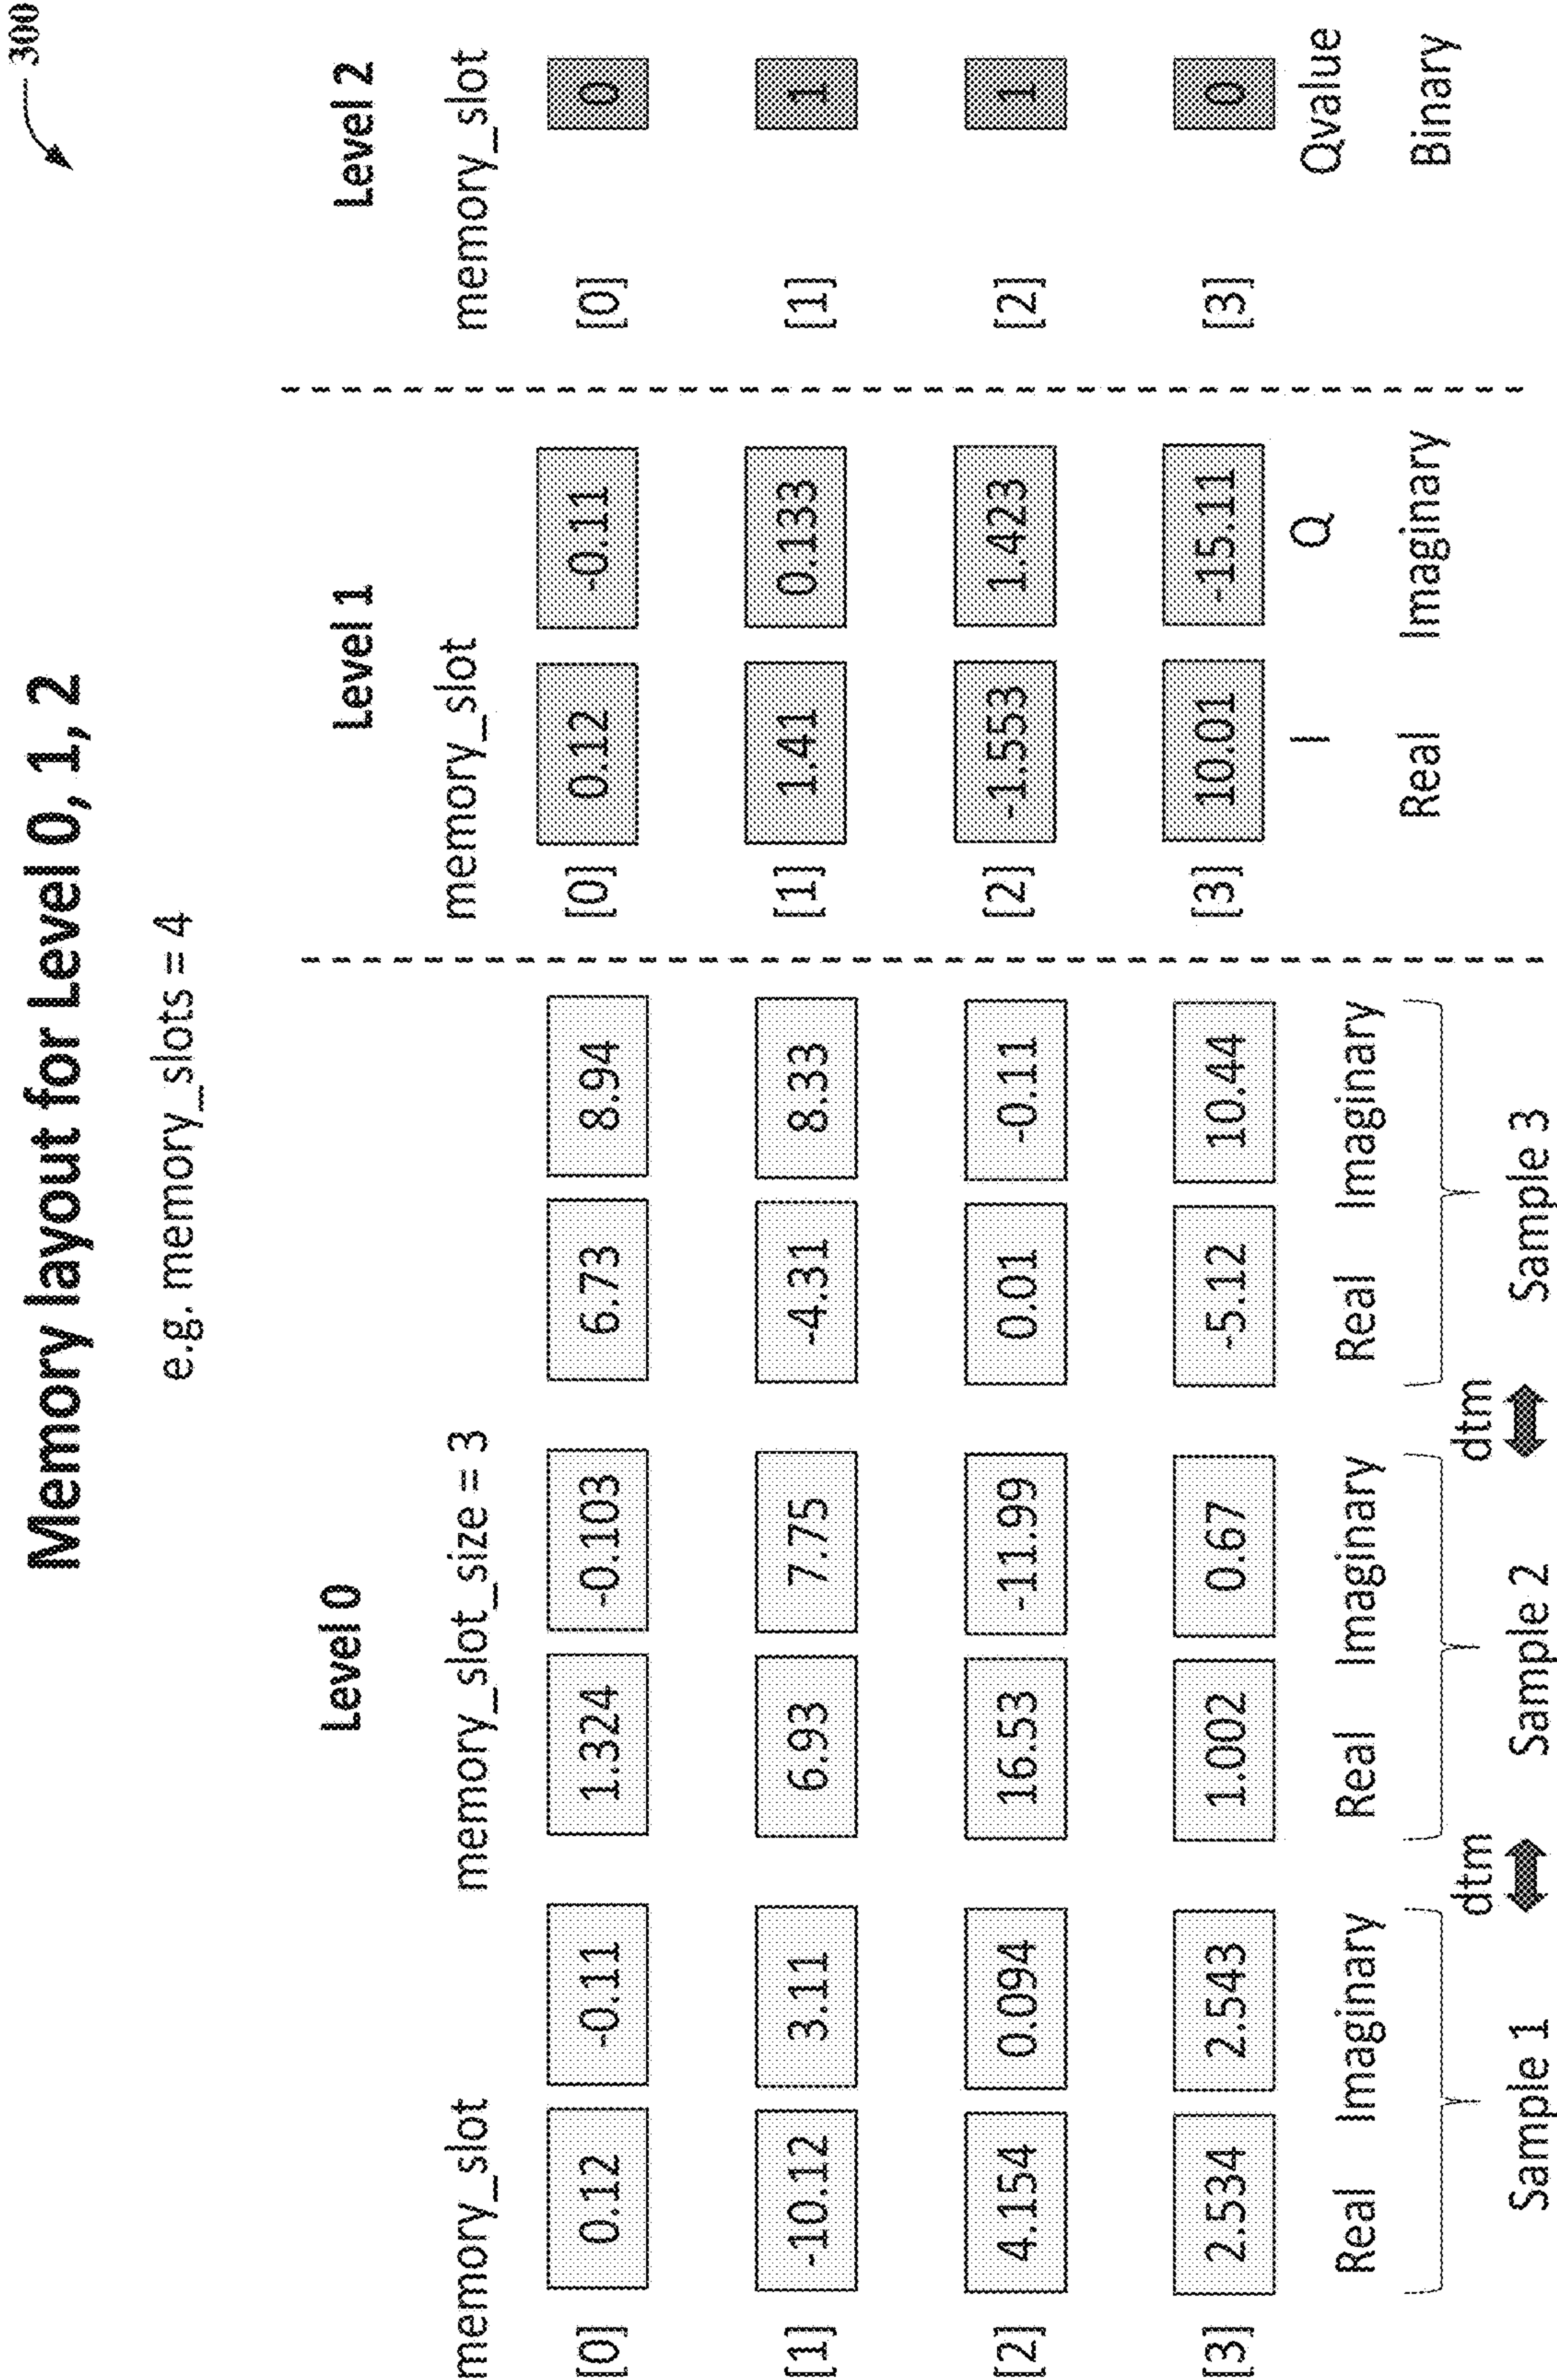 300
Memory layout for Level 0, 1, 2
e.g. memory_slots = 4
Level 0 Level 1 Level 2
memory_slot memory_slot_size = 3 memory_slot memory_slot
[0] 0.12 -0.11 1.324 -0.103 6.73 8.94 [0] 0.12 -0.11 [0] 0
[1] -10.12 3.11 6.93 7.75 -4.31 8.33 [1] 1.41 0.133 [1] 1
[2] 4.154 0.094 16.53 -11.99 0.01 -0.11 [2] -1.553 1.423 [2] 1
[3] 2.534 2.543 1.002 0.67 -5.12 10.44 [3] 10.01 -15.11 [3] 0
I Q Qvalue
Real Imaginary Real Imaginary Real Imaginary Real Imaginary Binary
dtm dtm
Sample 1 Sample 2 Sample 3